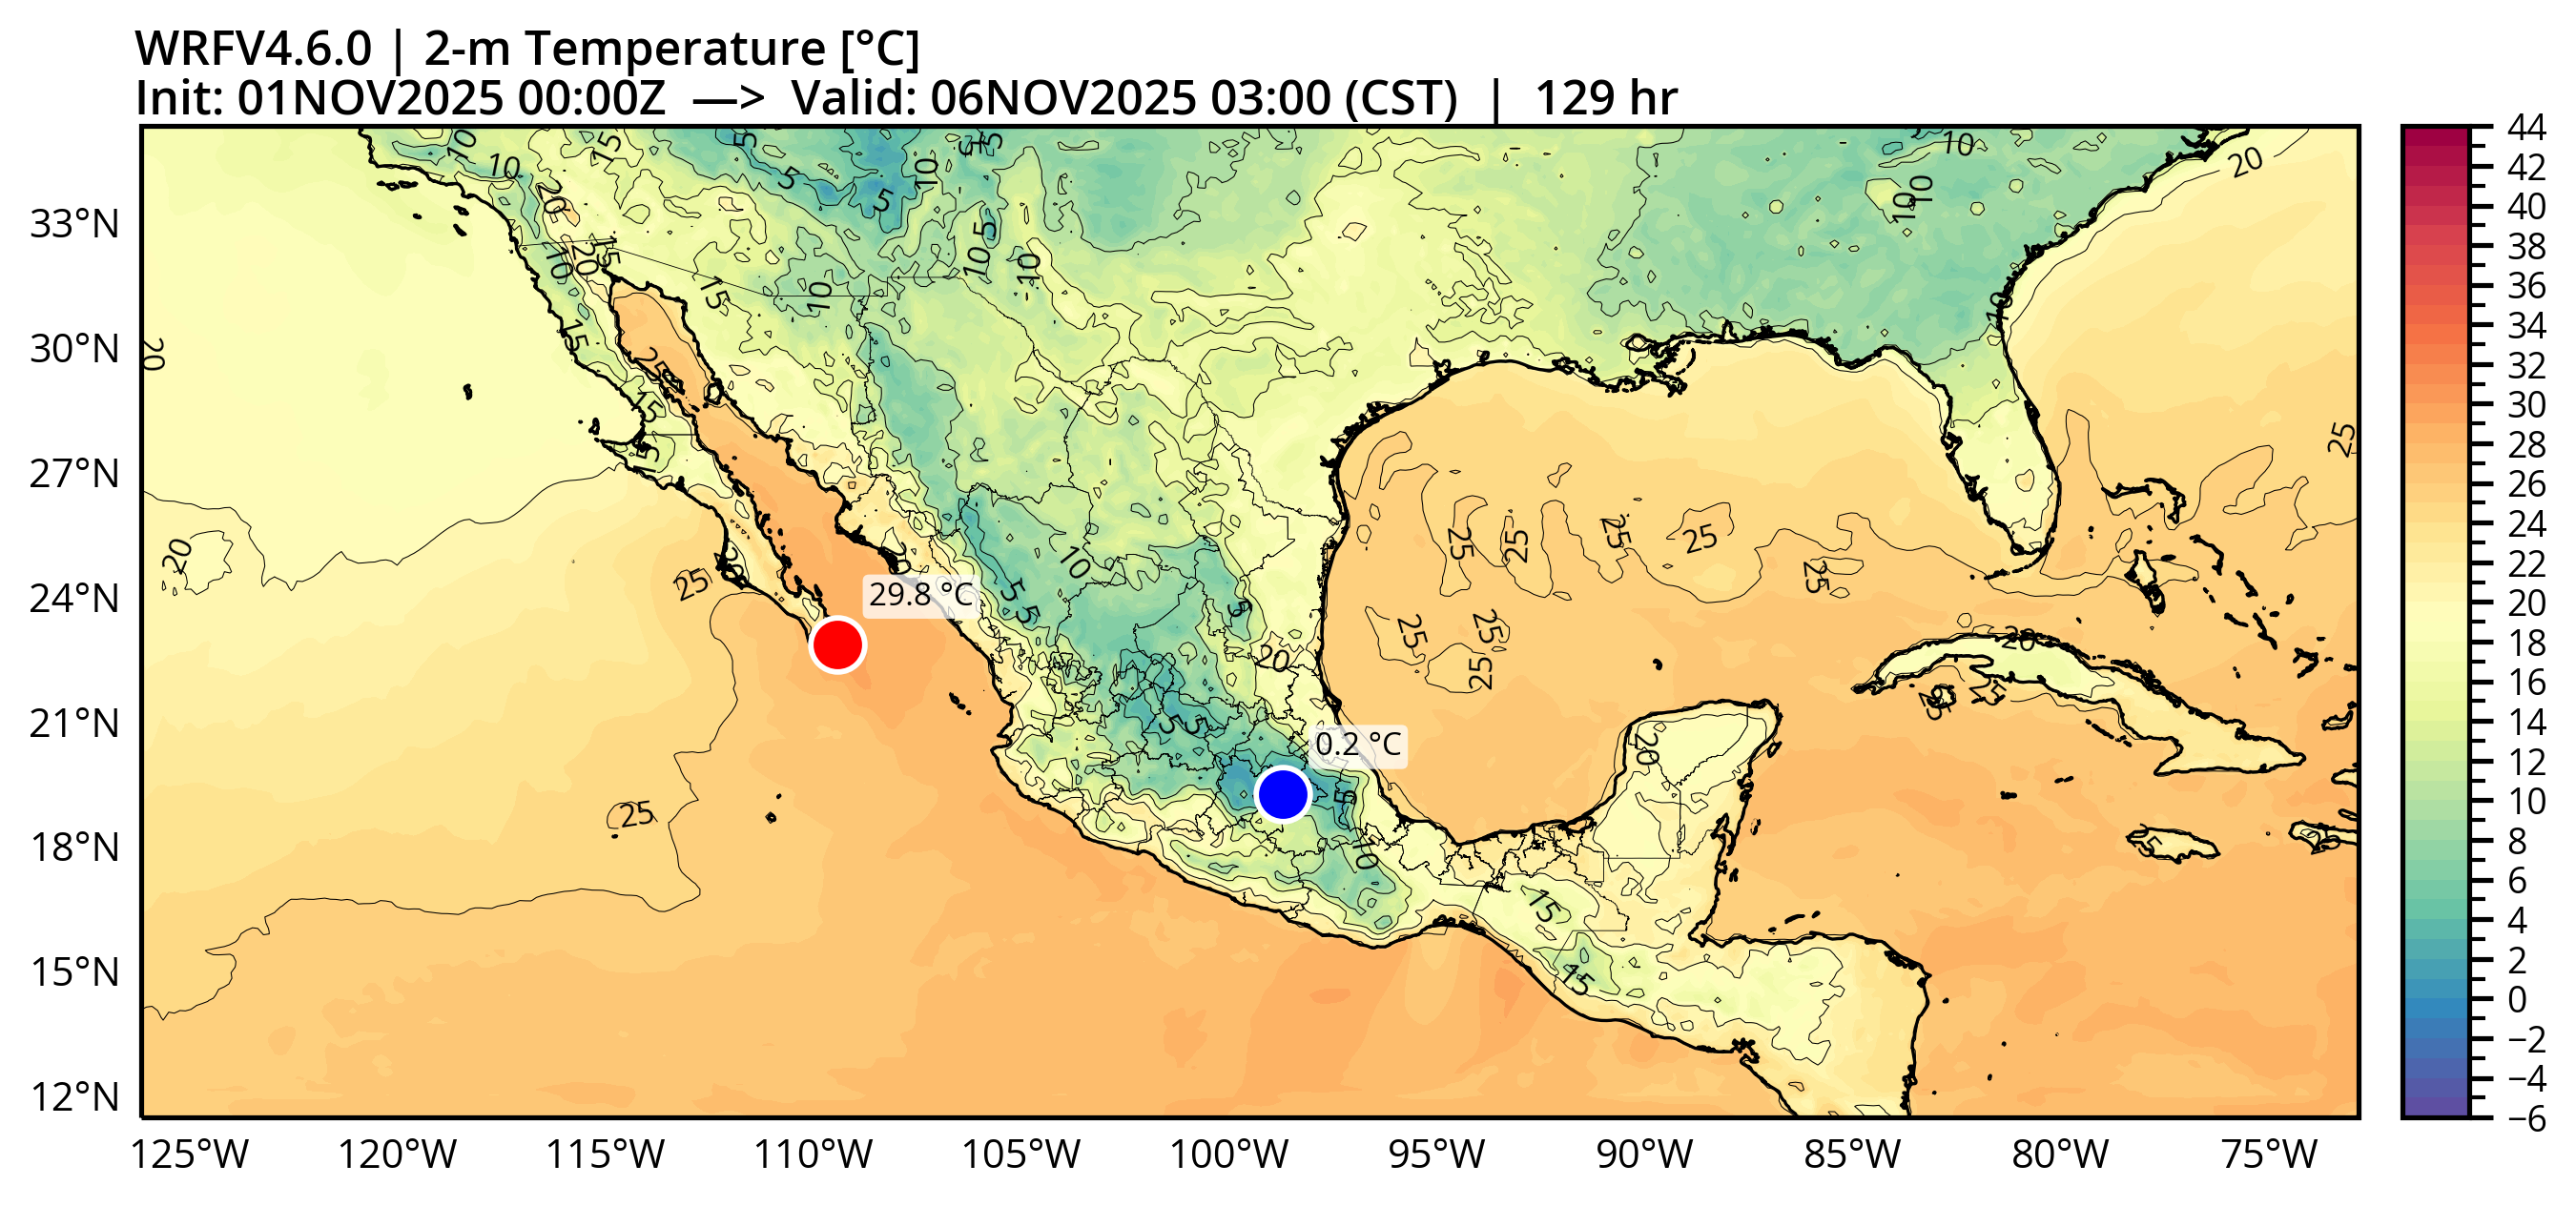 WRFV4.6.0 | 2-m Temperature [°C]
Init: 01NOV2025 00:00Z —> Valid: 06NOV2025 03:00 (CST) | 129 hr
33°N
30°N
27°N
24°N
21°N
18°N
15°N
12°N
125°W 120°W 115°W 110°W 105°W 100°W 95°W 90°W 85°W 80°W 75°W
29.8 °C
0.2 °C
44
42
40
38
36
34
32
30
28
26
24
22
20
18
16
14
12
10
8
6
4
2
0
−2
−4
−6
10 15 5 10 5 10 20
10 20 5 5 10 10
10 20 15 10 5 10 10 15 10
20 15 25 15 15
25 25 25 25 25 25
20 25 20 20 10 5 5 5 25
25 25 25 20 20 25
5 5 20
25 5 10
15 15